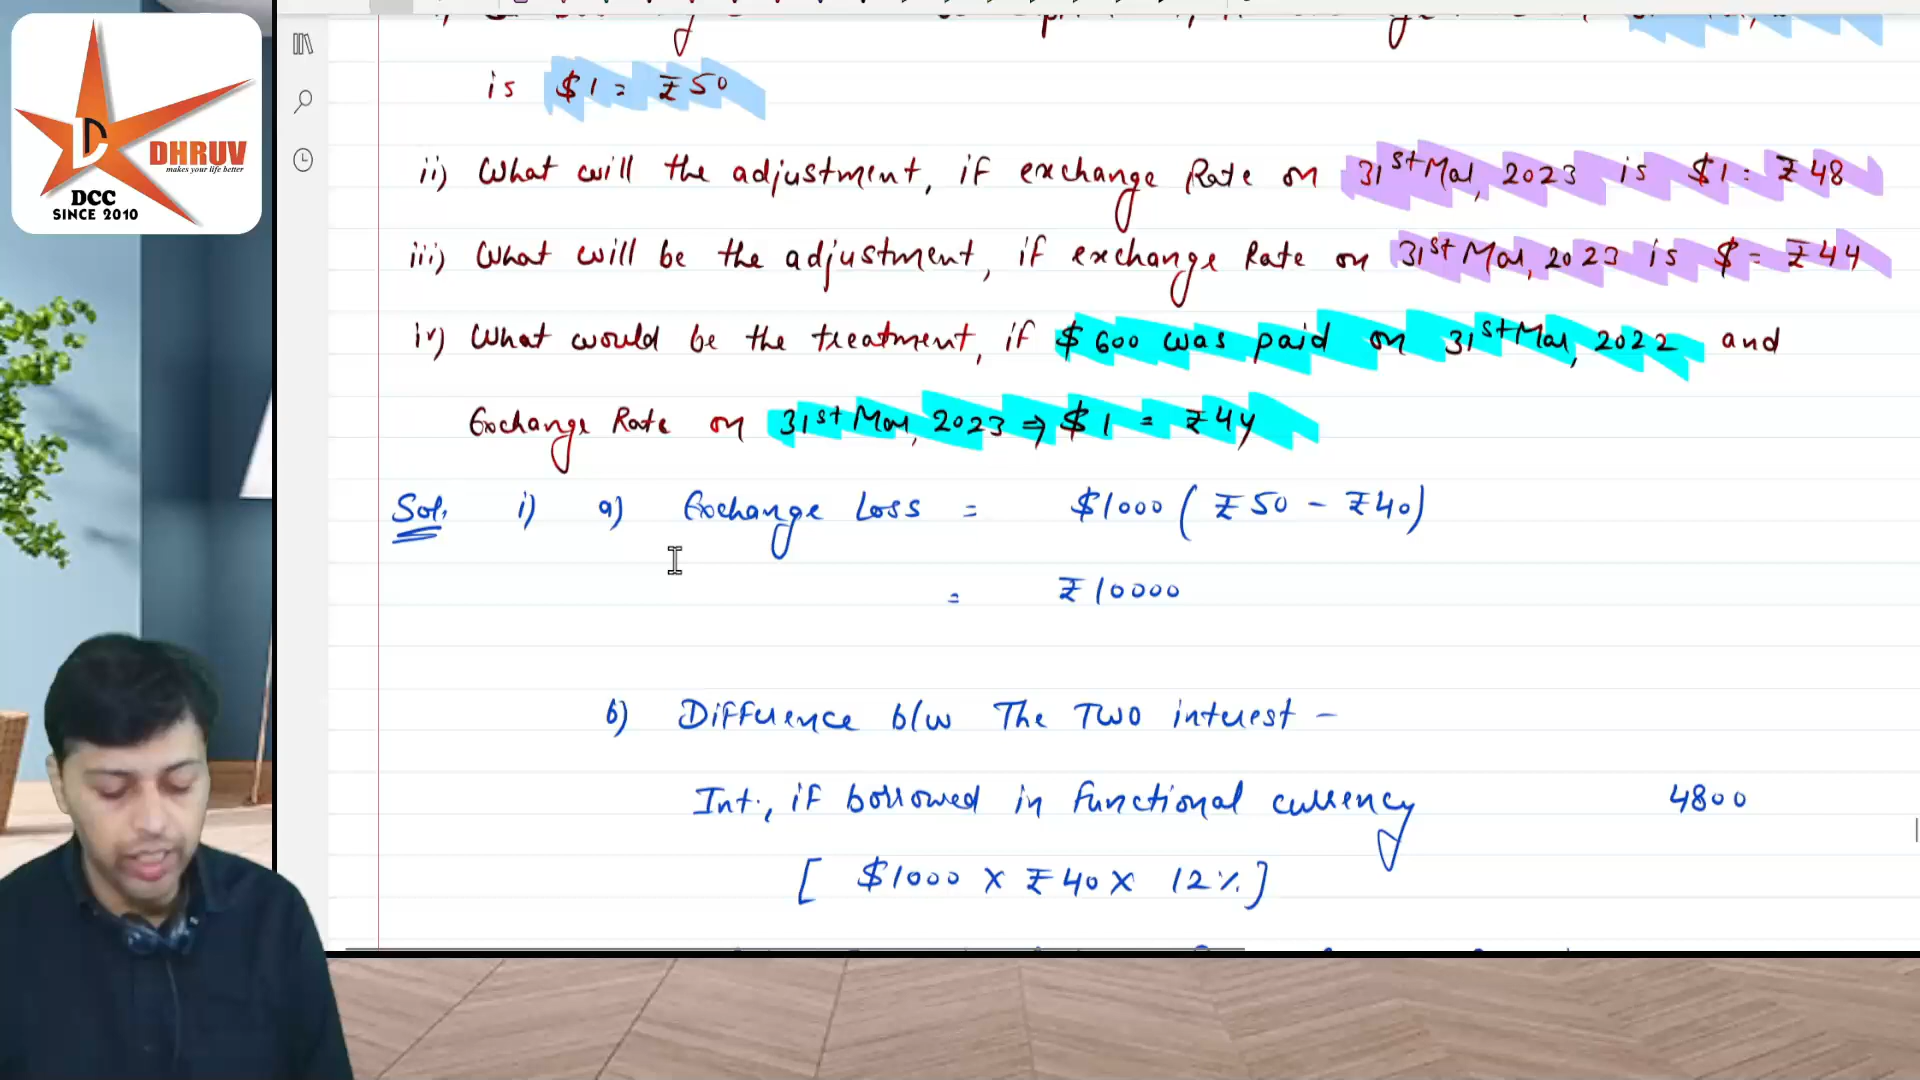 DHRUV
makes your life better
DCC
SINCE 2010
is $1 = ₹50
ii) What will the adjustment, if exchange Rate on 31st Mar, 2023 is $1 = ₹48
iii) What will be the adjustment, if exchange Rate on 31st Mar, 2023 is $ = ₹44
iv) What would be the treatment, if $600 was paid on 31st Mar, 2022 and
Exchange Rate on 31st Mar, 2023 ⇒ $1 = ₹44
Sol. i) a) Exchange Loss = $1000 (₹50 - ₹40)
= ₹10000
b) Difference b/w The Two interest -
Int., if borrowed in functional currency 4800
[ $1000 X ₹40 X 12% ]